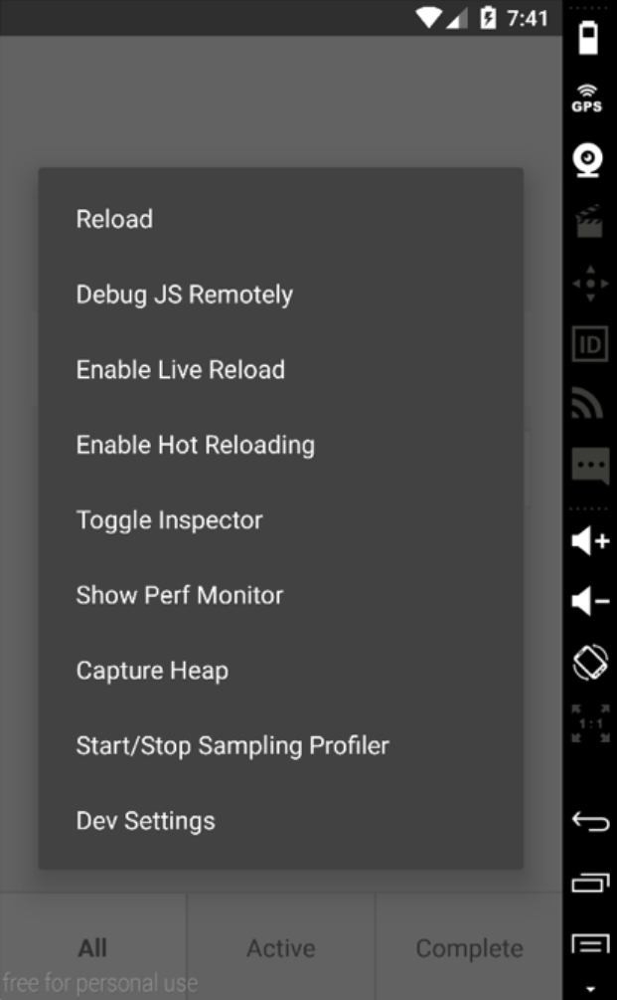 7:41
GPS
Reload
Debug JS Remotely
Enable Live Reload
Enable Hot Reloading
ID
Toggle Inspector
Show Perf Monitor
Capture Heap
1:1
Start/Stop Sampling Profiler
Dev Settings
All Active Complete
free for personal use